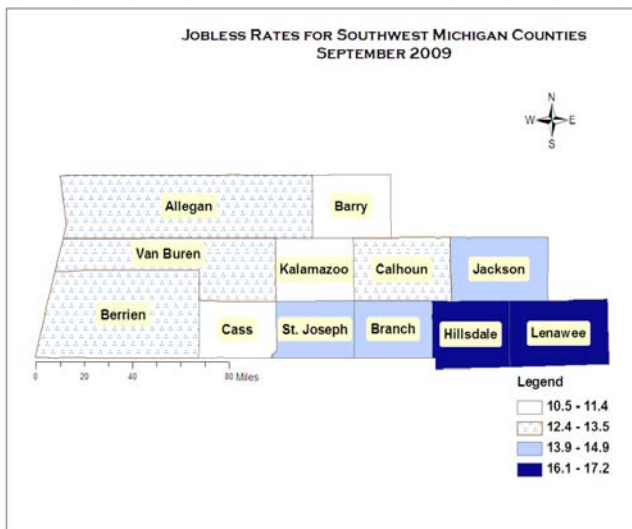 JOBLESS RATES FOR SOUTHWEST MICHIGAN COUNTIES
SEPTEMBER 2009
N
W E
S
Allegan Barry
Van Buren Kalamazoo Calhoun Jackson
Berrien Cass St. Joseph Branch Hillsdale Lenawee
0 20 40 80 Miles
Legend
10.5 - 11.4
12.4 - 13.5
13.9 - 14.9
16.1 - 17.2